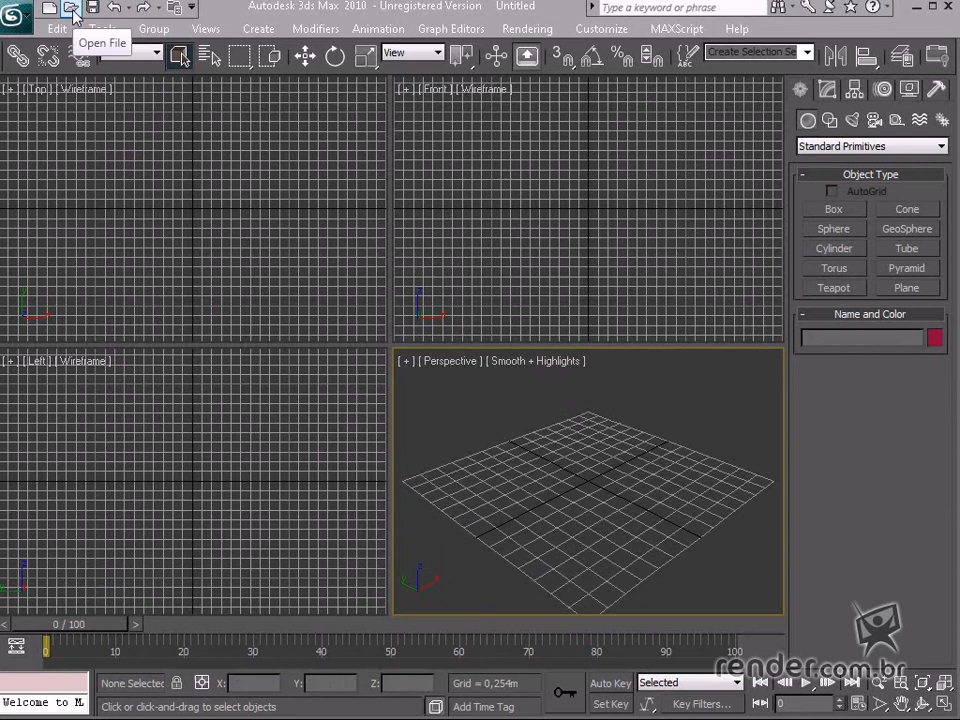 Autodesk 3ds Max 2010 - Unregistered Version Untitled
Type a keyword or phrase
Edit Tools Group Views Create Modifiers Animation Graph Editors Rendering Customize MAXScript Help
Open File
View
Create Selection Se
[ + ] [ Top ] [ Wireframe ]
[ + ] [ Front ] [ Wireframe ]
Standard Primitives
- Object Type
AutoGrid
Box Cone
Sphere GeoSphere
Cylinder Tube
Torus Pyramid
Teapot Plane
- Name and Color
[ + ] [ Left ] [ Wireframe ]
[ + ] [ Perspective ] [ Smooth + Highlights ]
< 0 / 100 >
0 10 20 30 40 50 60 70 80 90 100
render.com.br
None Selected X: Y: Z: Grid = 0,254m Auto Key Selected
Welcome to M
Click or click-and-drag to select objects Add Time Tag Set Key Key Filters... 0